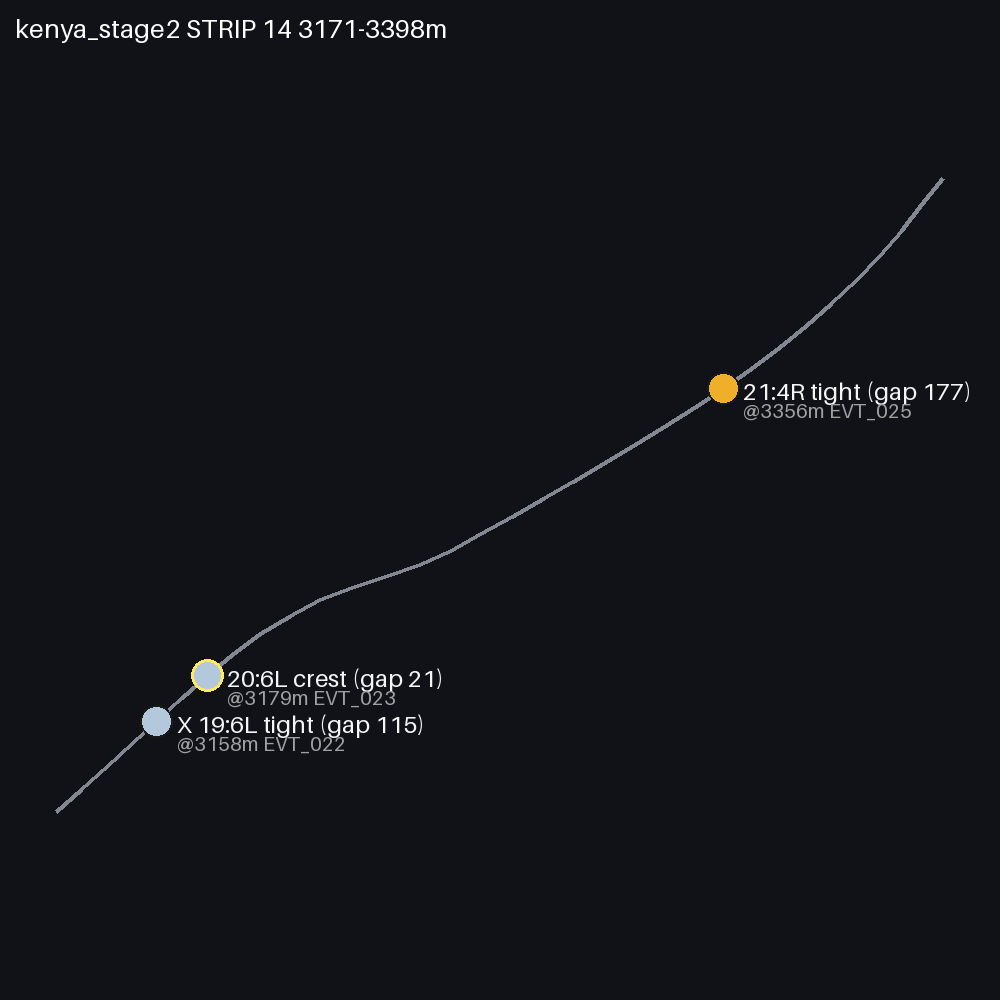 kenya_stage2 STRIP 14 3171-3398m
21:4R tight (gap 177)
@3356m EVT_025
20:6L crest (gap 21)
@3179m EVT_023
X 19:6L tight (gap 115)
@3158m EVT_022